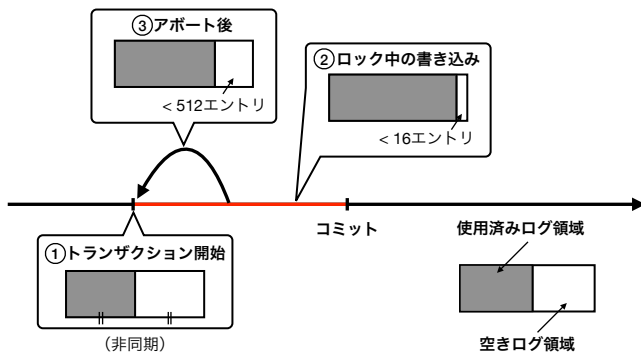 ③アボート後
< 512エントリ
②ロック中の書き込み
< 16エントリ
コミット
①トランザクション開始
(非同期)
使用済みログ領域
空きログ領域